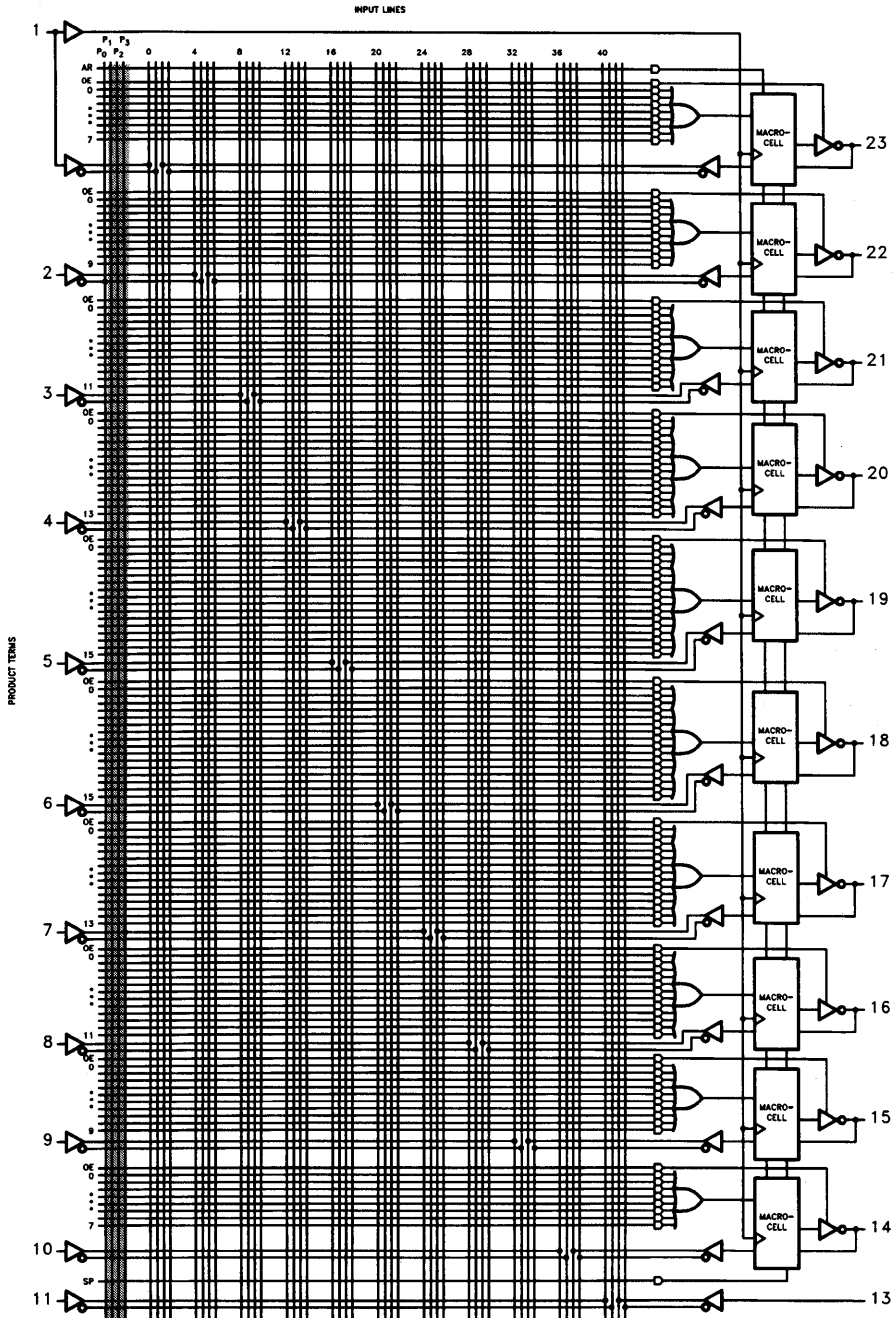 INPUT LINES
1
P1 P3
P0 P2 0 4 8 12 16 20 24 28 32 36 40
AR
OE
0
7
MACRO-
CELL
23
OE
0
9
MACRO-
CELL
22
2
OE
0
11
MACRO-
CELL
21
3
OE
0
13
MACRO-
CELL
20
4
OE
0
15
MACRO-
CELL
19
5
PRODUCT TERMS
OE
0
15
MACRO-
CELL
18
6
OE
0
13
MACRO-
CELL
17
7
OE
0
11
MACRO-
CELL
16
8
OE
0
9
MACRO-
CELL
15
9
OE
0
7
MACRO-
CELL
14
10
SP
11
13